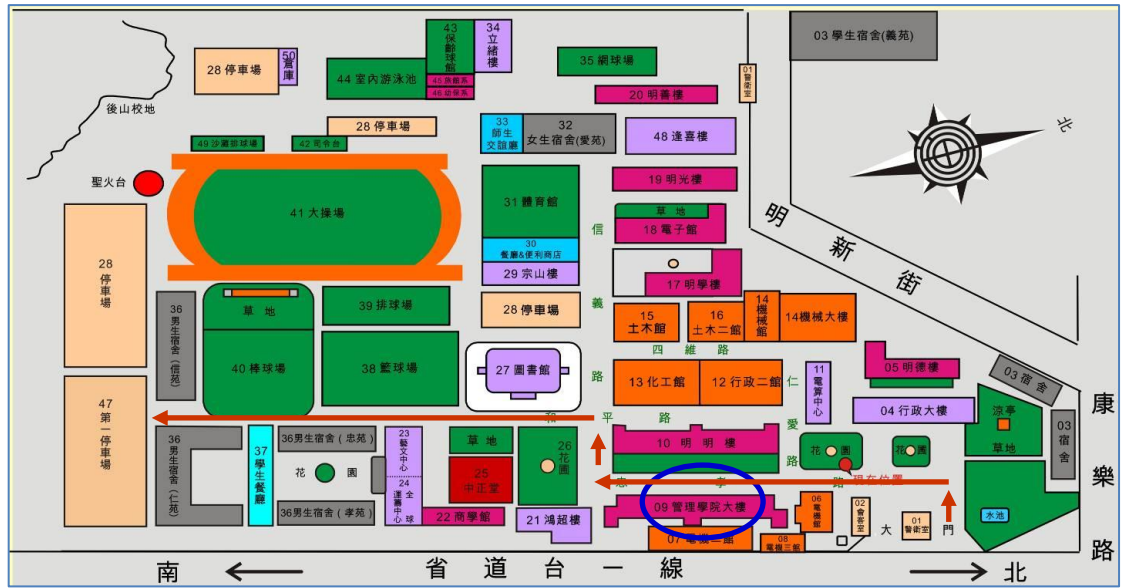 03 學生宿舍(義苑)
43 保齡球館
34 立緒樓
35 網球場
50 倉庫
28 停車場
44 室內游泳池
46 幼保系
20 明善樓
01 警衛室
後山校地
北
28 停車場
33 師生交誼廳
32 女生宿舍(愛苑)
48 逢喜樓
49 沙灘排球場
42 司令台
聖火台
19 明光樓
31 體育館
草 地
18 電子館
41 大操場
30
餐廳&便利商店
29 宗山樓
17 明學樓
明 新 街
信 義 路
28 停車場
36 男生宿舍(信苑)
草 地
39 排球場
28 停車場
15
土木館
16
土木二館
14 機械館
14 機械大樓
四 維 路
40 棒球場
38 籃球場
27 圖書館
13 化工館
12 行政二館
仁 愛 路
11 電算中心
05 明德樓
03 宿舍
04 行政大樓
涼亭
草地
03 宿舍
康 樂 路
和 平 路
47 第一停車場
36 男生宿舍(仁苑)
37 學生餐廳
36男生宿舍(忠苑)
花 園
36男生宿舍(孝苑)
23 藝文中心
24 全球運籌中心
草 地
25
中正堂
26 花圃
10 明 明 樓
花 園
花 園
現在位置
忠 孝 路
22 商學館
21 鴻超樓
09 管理學院大樓
07 電機二館
06 電機館
08
電機三館
02 會客室
大 門
01
警衛室
水池
南
省 道 台 一 線
北